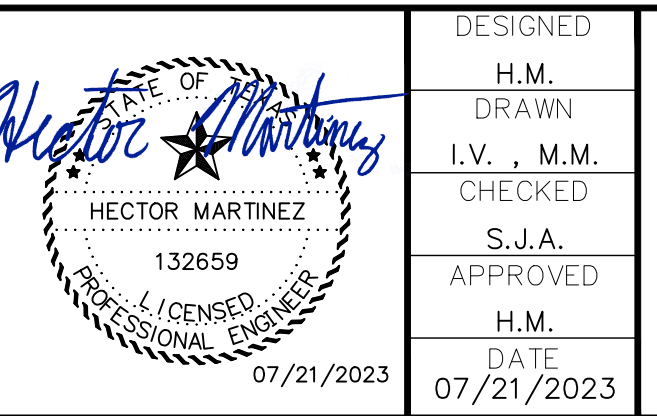 STATE OF TEXAS
Hector Martinez
HECTOR MARTINEZ
132659
LICENSED
PROFESSIONAL ENGINEER
07/21/2023
DESIGNED
H.M.
DRAWN
I.V. , M.M.
CHECKED
S.J.A.
APPROVED
H.M.
DATE
07/21/2023